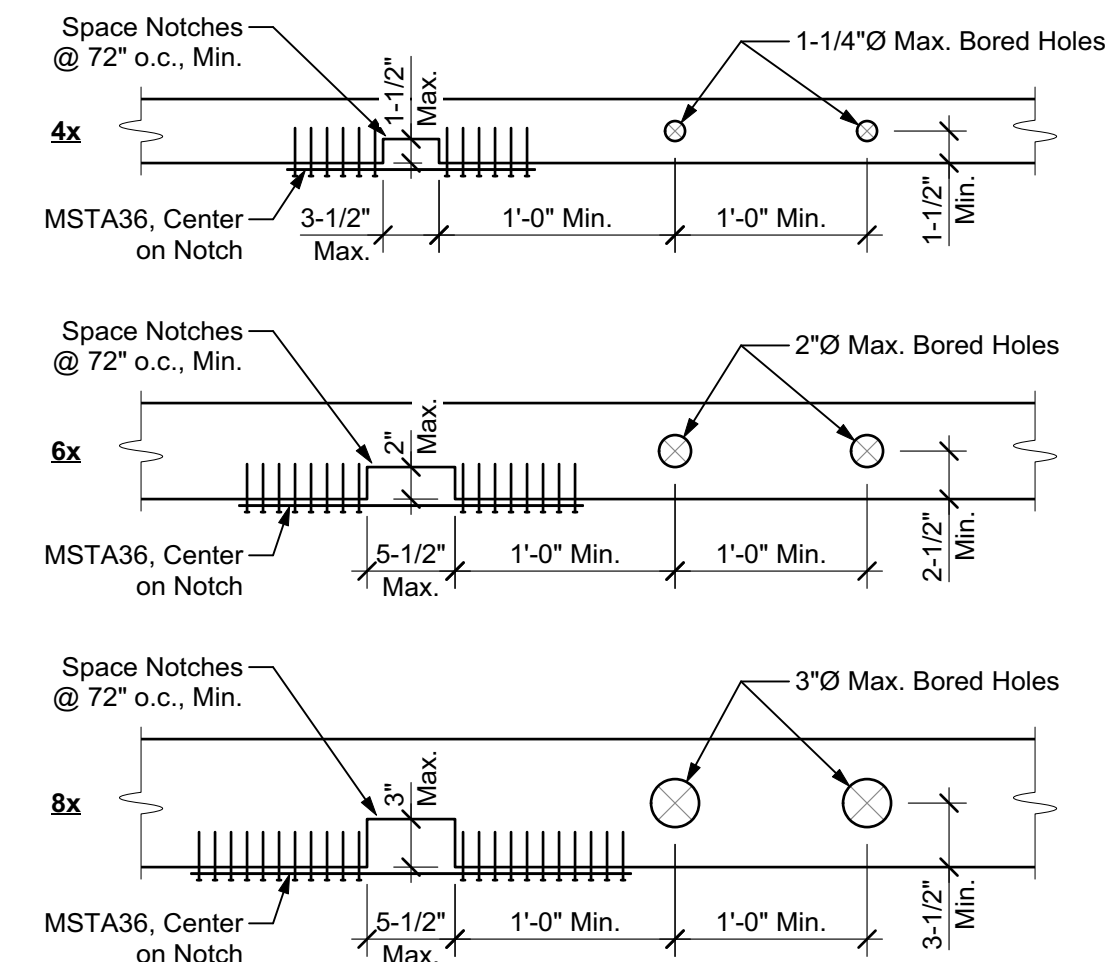 Space Notches
@ 72" o.c., Min.
1-1/2"
Max.
1-1/4"Ø Max. Bored Holes
4x
MSTA36, Center
on Notch
3-1/2"
Max.
1'-0" Min.
1'-0" Min.
1-1/2"
Min.
Space Notches
@ 72" o.c., Min.
2"
Max.
2"Ø Max. Bored Holes
6x
MSTA36, Center
on Notch
5-1/2"
Max.
1'-0" Min.
1'-0" Min.
2-1/2"
Min.
Space Notches
@ 72" o.c., Min.
3"
Max.
3"Ø Max. Bored Holes
8x
MSTA36, Center
on Notch
5-1/2"
Max.
1'-0" Min.
1'-0" Min.
3-1/2"
Min.